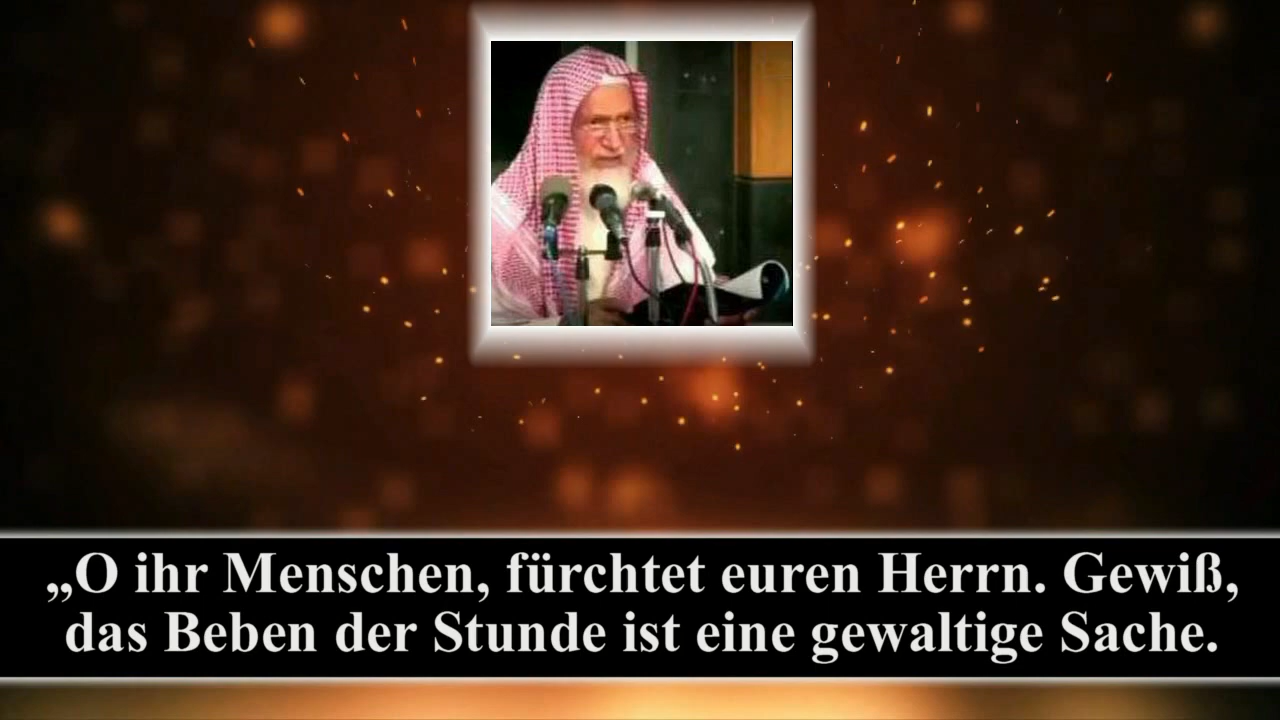 „O ihr Menschen, fürchtet euren Herrn. Gewiß,
das Beben der Stunde ist eine gewaltige Sache.